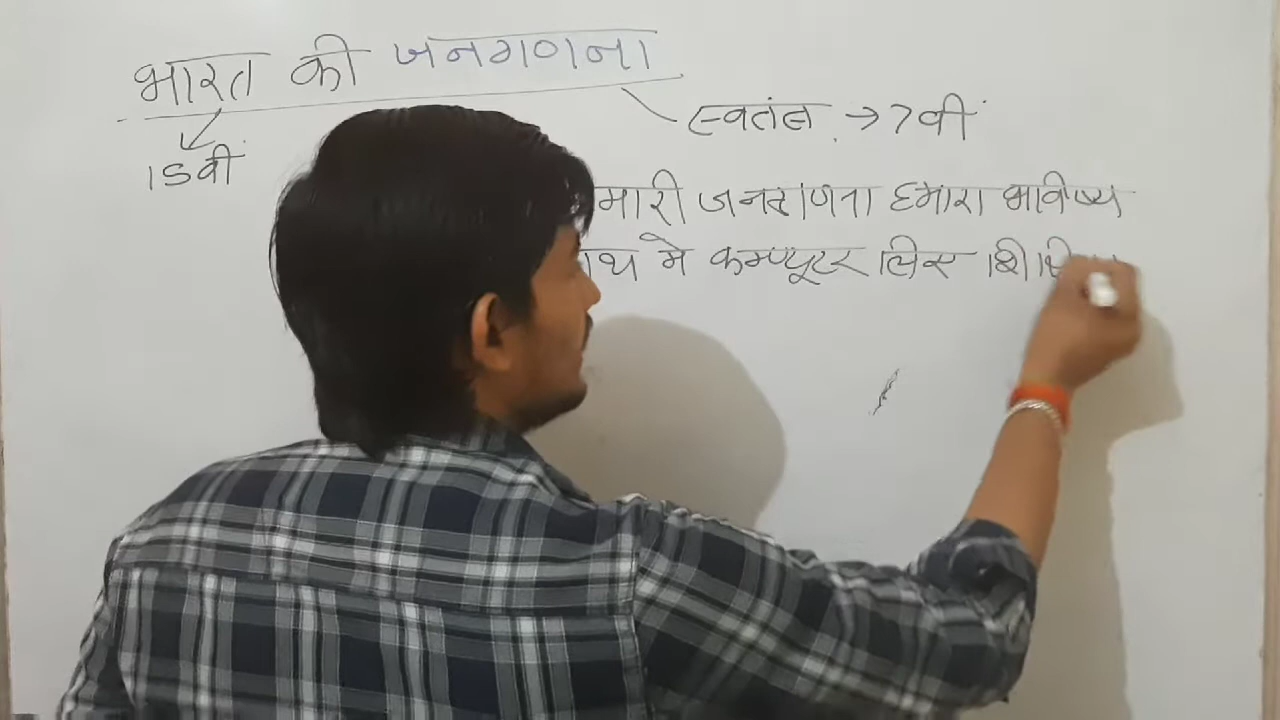 भारत की जनगणना
स्वतंत्र → 7वीं
15वीं
मारी जनगणना हमारा भविष्य
ाथ मे कम्प्यूटर लिए